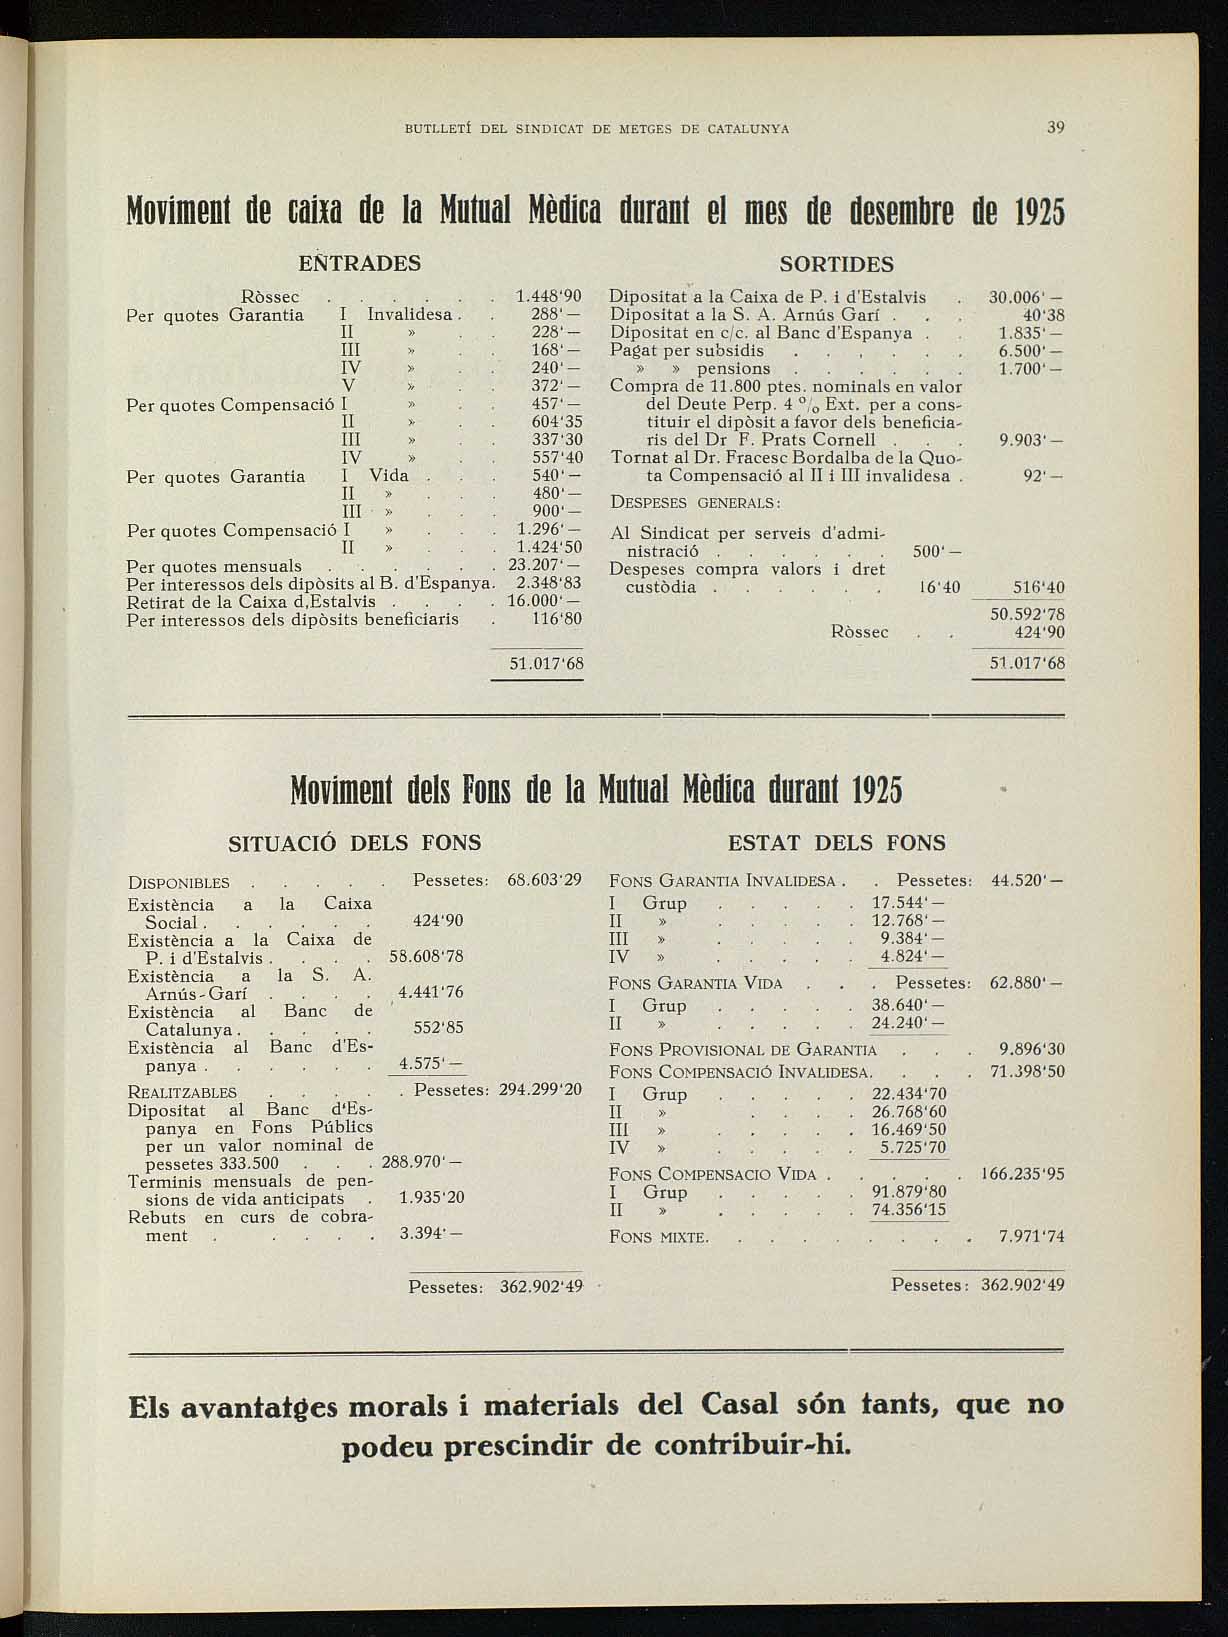 BUTLLETÍ DEL SINDICAT DE METGES DE CATALUNYA 39
Moviment de caixa de la Mutual Mèdica durant el mes de desembre de 1925
ENTRADES
Ròssec . . . . . . 1.448'90
Per quotes Garantia I Invalidesa . . 288'—
II » . . 228'—
III » . . 168'—
IV » . . 240'—
V » . . 372'—
Per quotes Compensació I » . . 457'—
II » . . 604'35
III » . . 337'30
IV » . . 557'40
Per quotes Garantia I Vida . . . 540'—
II » . . . 480'—
III » . . . 900'—
Per quotes Compensació I » . . . 1.296'—
II » . . . 1.424'50
Per quotes mensuals . . . . . . 23.207'—
Per interessos dels dipòsits al B. d'Espanya. 2.348'83
Retirat de la Caixa d,Estalvis . . . . 16.000'—
Per interessos dels dipòsits beneficiaris . 116'80
51.017'68
SORTIDES
Dipositat a la Caixa de P. i d'Estalvis . 30.006'—
Dipositat a la S. A. Arnús Garí . . . 40'38
Dipositat en c/c. al Banc d'Espanya . . 1.835'—
Pagat per subsidis . . . . . . 6.500'—
» » pensions . . . . . . 1.700'—
Compra de 11.800 ptes. nominals en valor
del Deute Perp. 4 º/o Ext. per a cons-
tituir el dipòsit a favor dels beneficia-
ris del Dr F. Prats Cornell . . . 9.903'—
Tornat al Dr. Fracesc Bordalba de la Quo-
ta Compensació al II i III invalidesa . 92'—
DESPESES GENERALS:
Al Sindicat per serveis d'admi-
nistració . . . . . . 500'—
Despeses compra valors i dret
custòdia . . . . . . 16'40 516'40
50.592'78
Ròssec . . 424'90
51.017'68
Moviment dels Fons de la Mutual Mèdica durant 1925
SITUACIÓ DELS FONS
DISPONIBLES . . . . . Pessetes: 68.603'29
Existència a la Caixa
Social . . . . . . 424'90
Existència a la Caixa de
P. i d'Estalvis . . . . 58.608'78
Existència a la S. A.
Arnús-Garí . . . . 4.441'76
Existència al Banc de
Catalunya . . . . . 552'85
Existència al Banc d'Es-
panya . . . . . . 4.575'—
REALITZABLES . . . . . Pessetes: 294.299'20
Dipositat al Banc d'Es-
panya en Fons Públics
per un valor nominal de
pessetes 333.500 . . . 288.970'—
Terminis mensuals de pen-
sions de vida anticipats . 1.935'20
Rebuts en curs de cobra-
ment . . . . . 3.394'—
Pessetes: 362.902'49
ESTAT DELS FONS
FONS GARANTIA INVALIDESA . . Pessetes: 44.520'—
I Grup . . . . . 17.544'—
II » . . . . . 12.768'—
III » . . . . . 9.384'—
IV » . . . . . 4.824'—
FONS GARANTIA VIDA . . . Pessetes: 62.880'—
I Grup . . . . . 38.640'—
II » . . . . . 24.240'—
FONS PROVISIONAL DE GARANTIA . . . 9.896'30
FONS COMPENSACIÓ INVALIDESA. . . . 71.398'50
I Grup . . . . . 22.434'70
II » . . . . 26.768'60
III » . . . . . 16.469'50
IV » . . . . . 5.725'70
FONS COMPENSACIO VIDA . . . . . 166.235'95
I Grup . . . . . 91.879'80
II » . . . . . 74.356'15
FONS MIXTE. . . . . . . . . 7.971'74
Pessetes: 362.902'49
Els avantatges morals i materials del Casal són tants, que no
podeu prescindir de contribuir-hi.